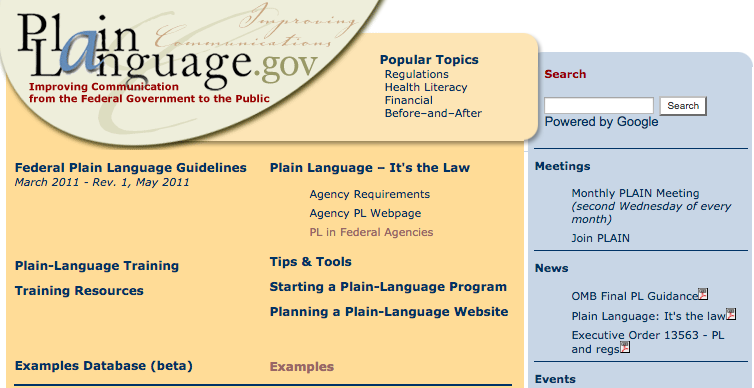 Improving
Communications
Plain
Language.gov
Improving Communication
from the Federal Government to the Public
Popular Topics
Regulations
Health Literacy
Financial
Before–and–After
Federal Plain Language Guidelines
March 2011 - Rev. 1, May 2011
Plain-Language Training
Training Resources
Examples Database (beta)
Plain Language – It's the Law
Agency Requirements
Agency PL Webpage
PL in Federal Agencies
Tips & Tools
Starting a Plain-Language Program
Planning a Plain-Language Website
Examples
Search
Search
Powered by Google
Meetings
Monthly PLAIN Meeting
(second Wednesday of every
month)
Join PLAIN
News
OMB Final PL Guidance
Plain Language: It's the law
Executive Order 13563 - PL
and regs
Events